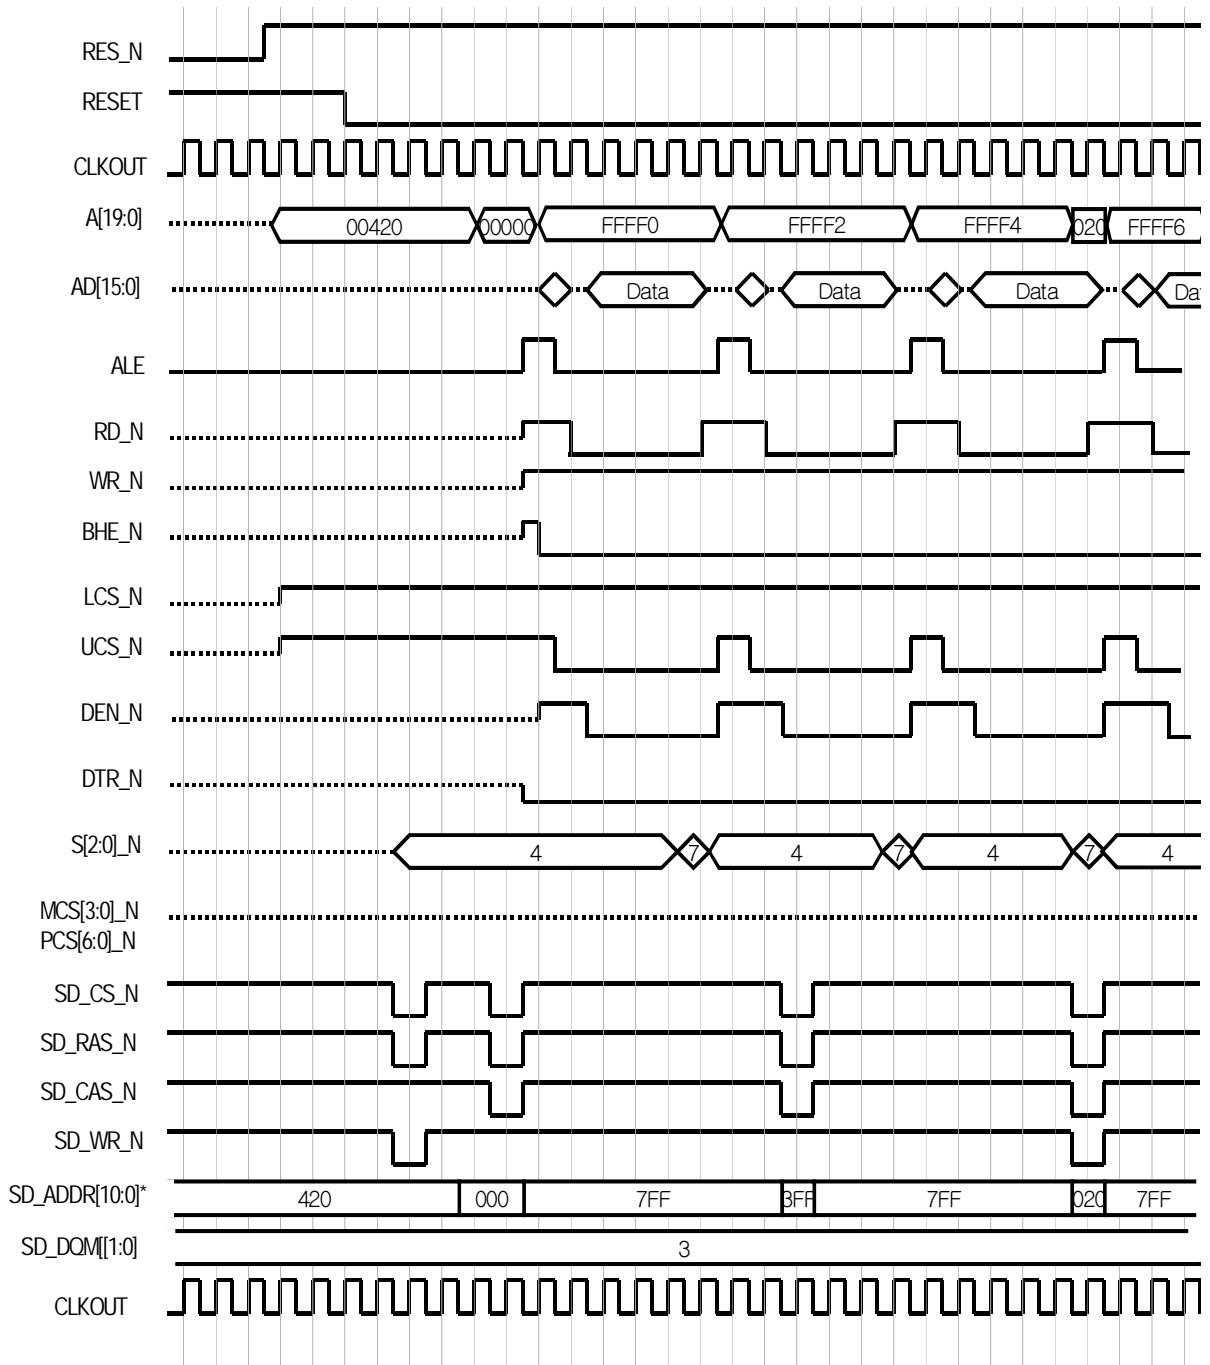 RES_N
RESET
CLKOUT
A[19:0] 00420 00000 FFFF0 FFFF2 FFFF4 020 FFFF6
AD[15:0] Data Data Data Da
ALE
RD_N
WR_N
BHE_N
LCS_N
UCS_N
DEN_N
DTR_N
S[2:0]_N 4 7 4 7 4 7 4
MCS[3:0]_N
PCS[6:0]_N
SD_CS_N
SD_RAS_N
SD_CAS_N
SD_WR_N
SD_ADDR[10:0]* 420 000 7FF 3FF 7FF 020 7FF
SD_DQM[[1:0] 3
CLKOUT